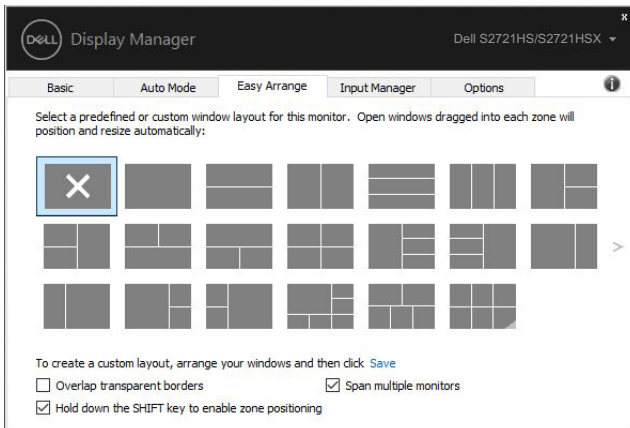 x
DELL Display Manager Dell S2721HS/S2721HSX
Basic Auto Mode Easy Arrange Input Manager Options i
Select a predefined or custom window layout for this monitor. Open windows dragged into each zone will
position and resize automatically:
To create a custom layout, arrange your windows and then click Save
Overlap transparent borders Span multiple monitors
Hold down the SHIFT key to enable zone positioning